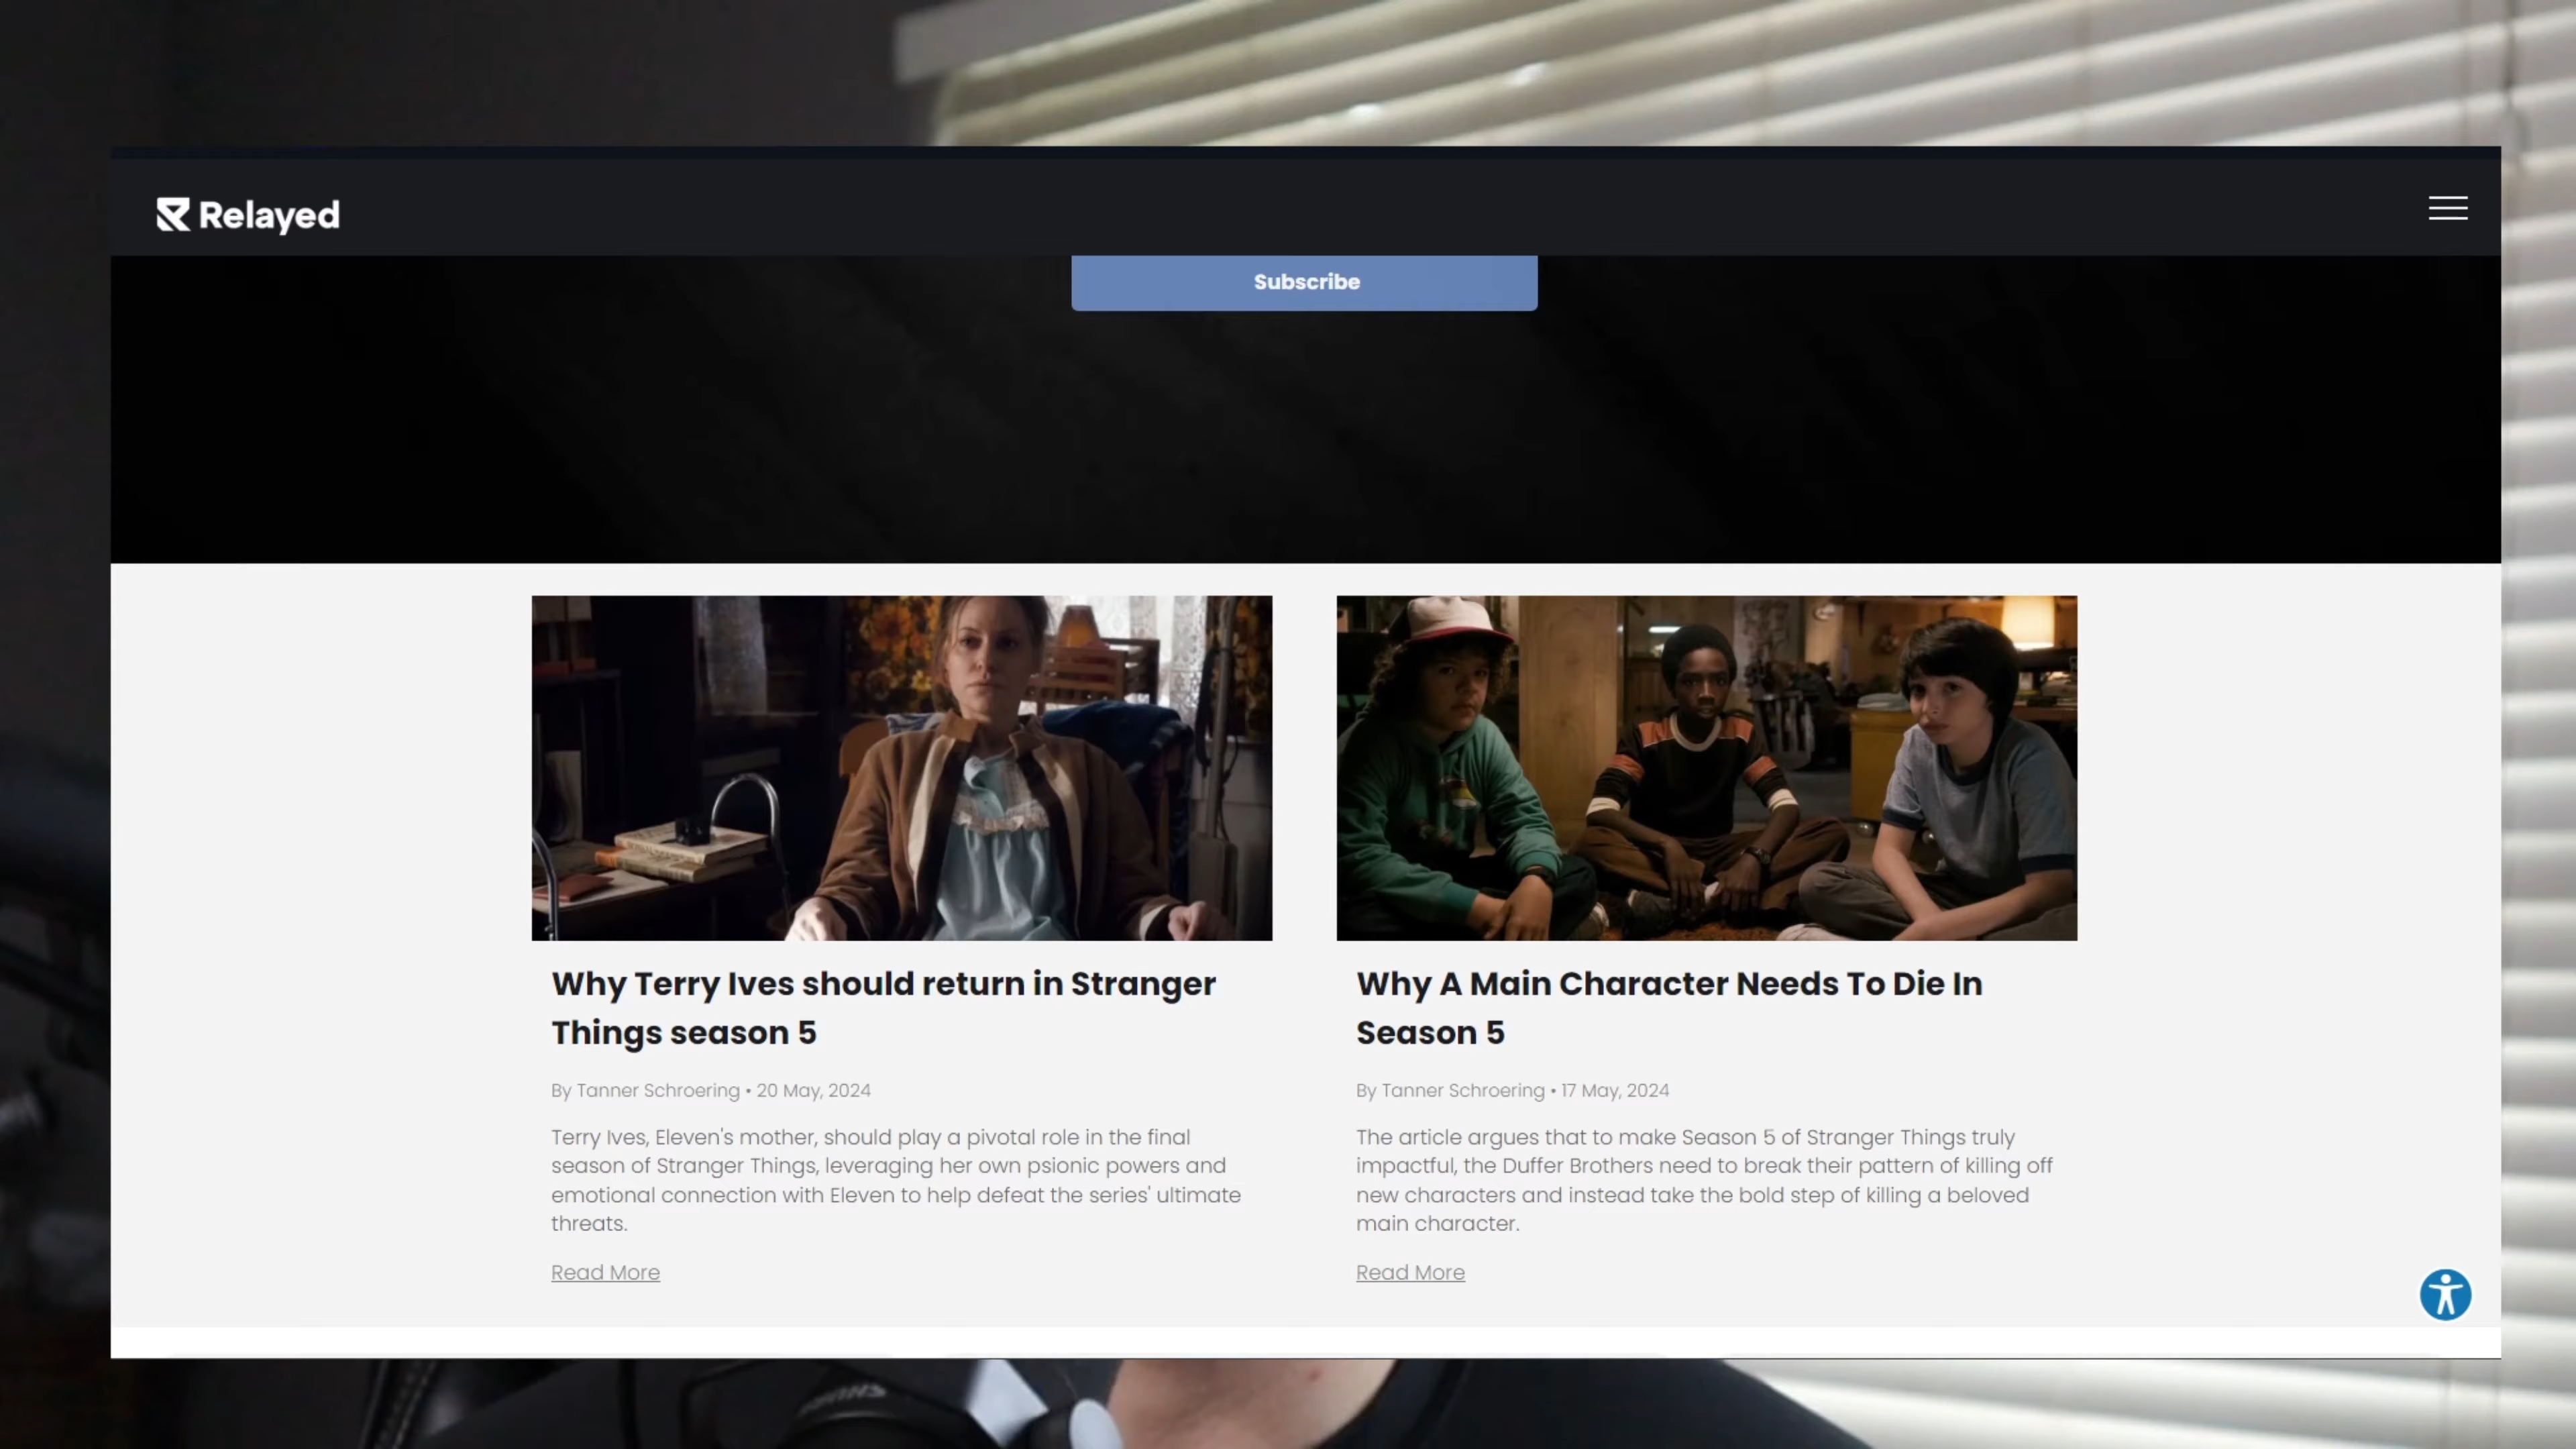 Relayed
Subscribe
Why Terry Ives should return in Stranger
Things season 5
By Tanner Schroering • 20 May, 2024
Terry Ives, Eleven's mother, should play a pivotal role in the final
season of Stranger Things, leveraging her own psionic powers and
emotional connection with Eleven to help defeat the series' ultimate
threats.
Read More
Why A Main Character Needs To Die In
Season 5
By Tanner Schroering • 17 May, 2024
The article argues that to make Season 5 of Stranger Things truly
impactful, the Duffer Brothers need to break their pattern of killing off
new characters and instead take the bold step of killing a beloved
main character.
Read More